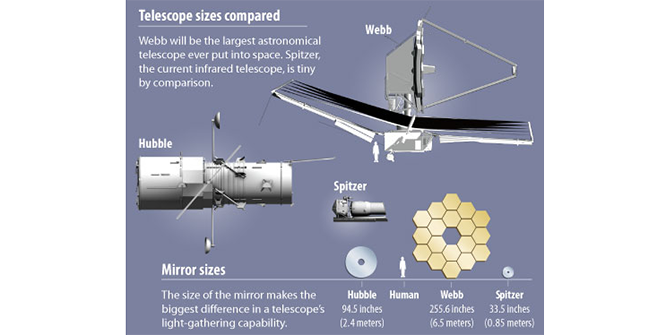 Telescope sizes compared
Webb will be the largest astronomical
telescope ever put into space. Spitzer,
the current infrared telescope, is tiny
by comparison.
Webb
Hubble
Spitzer
Mirror sizes
The size of the mirror makes the
biggest difference in a telescope's
light-gathering capability.
Hubble
94.5 inches
(2.4 meters)
Human
Webb
255.6 inches
(6.5 meters)
Spitzer
33.5 inches
(0.85 meters)